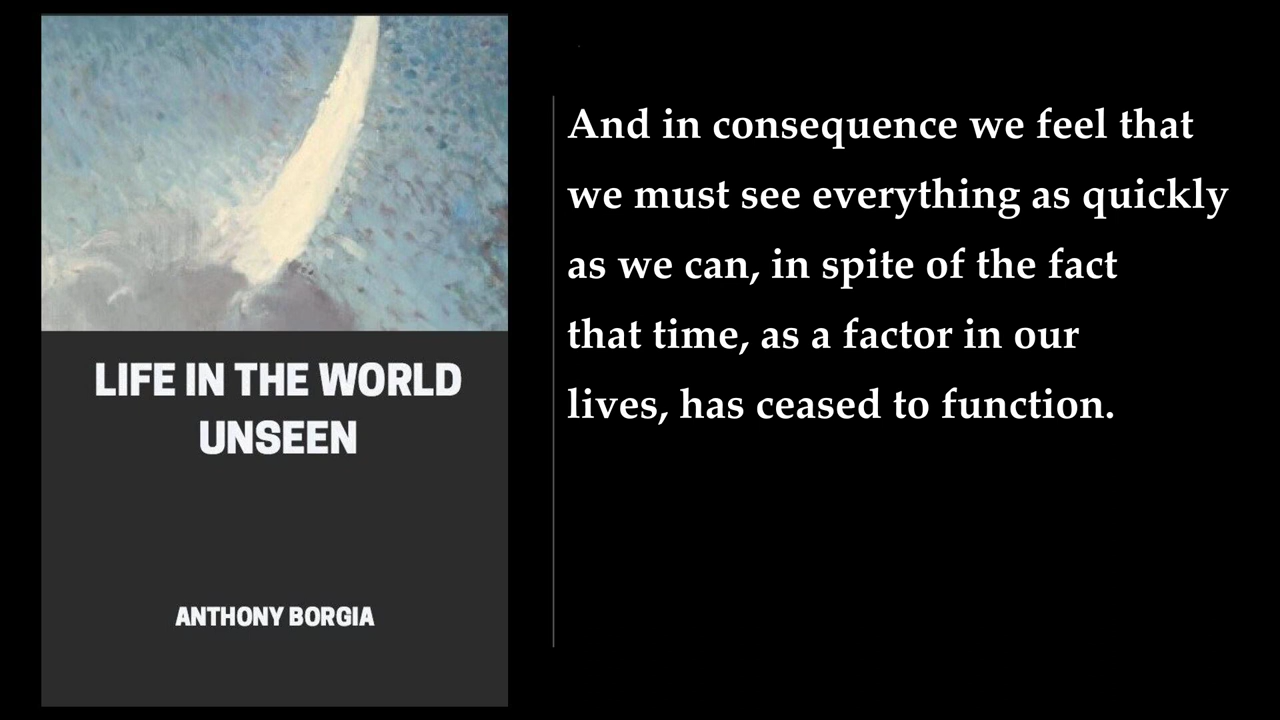 LIFE IN THE WORLD
UNSEEN
ANTHONY BORGIA
And in consequence we feel that
we must see everything as quickly
as we can, in spite of the fact
that time, as a factor in our
lives, has ceased to function.